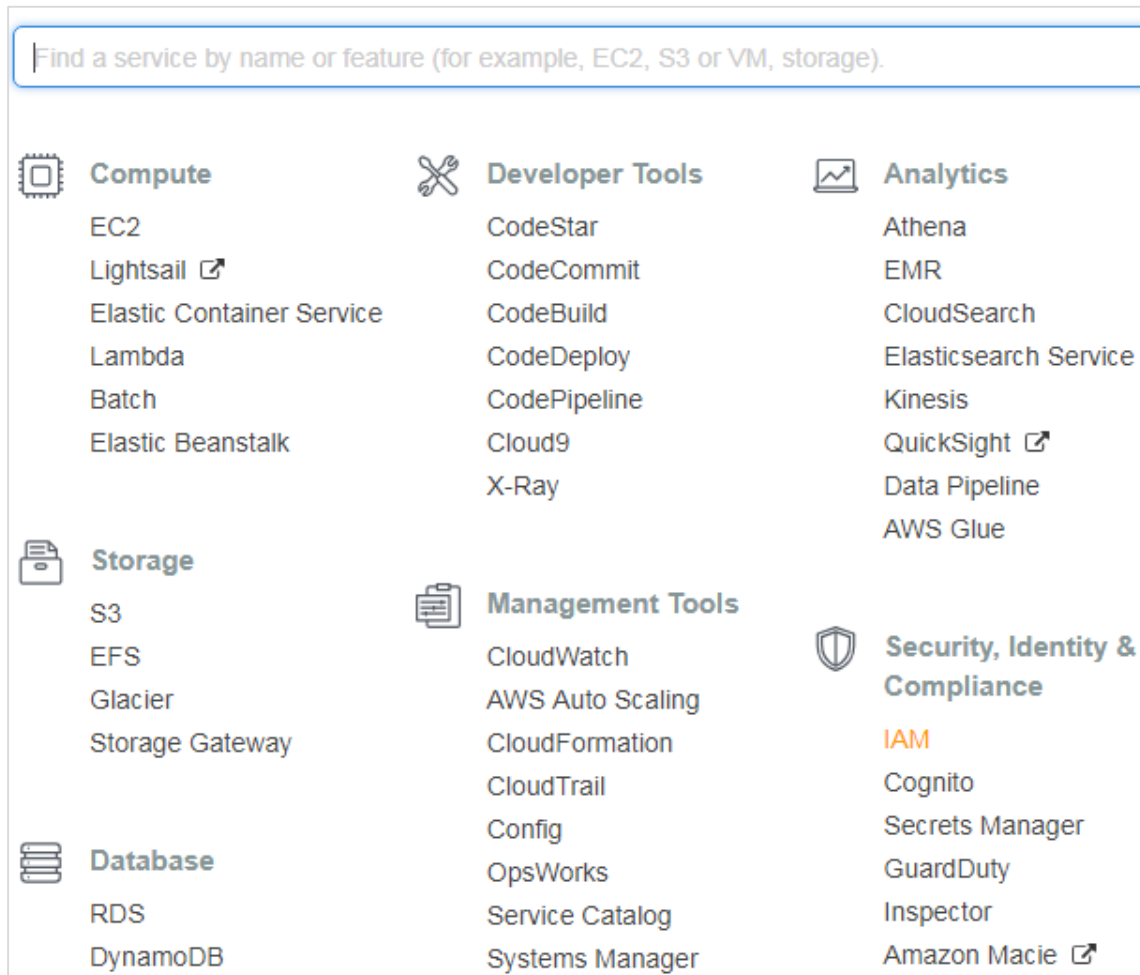 Find a service by name or feature (for example, EC2, S3 or VM, storage).
Compute
EC2
Lightsail
Elastic Container Service
Lambda
Batch
Elastic Beanstalk
Storage
S3
EFS
Glacier
Storage Gateway
Database
RDS
DynamoDB
Developer Tools
CodeStar
CodeCommit
CodeBuild
CodeDeploy
CodePipeline
Cloud9
X-Ray
Management Tools
CloudWatch
AWS Auto Scaling
CloudFormation
CloudTrail
Config
OpsWorks
Service Catalog
Systems Manager
Analytics
Athena
EMR
CloudSearch
Elasticsearch Service
Kinesis
QuickSight
Data Pipeline
AWS Glue
Security, Identity &
Compliance
IAM
Cognito
Secrets Manager
GuardDuty
Inspector
Amazon Macie